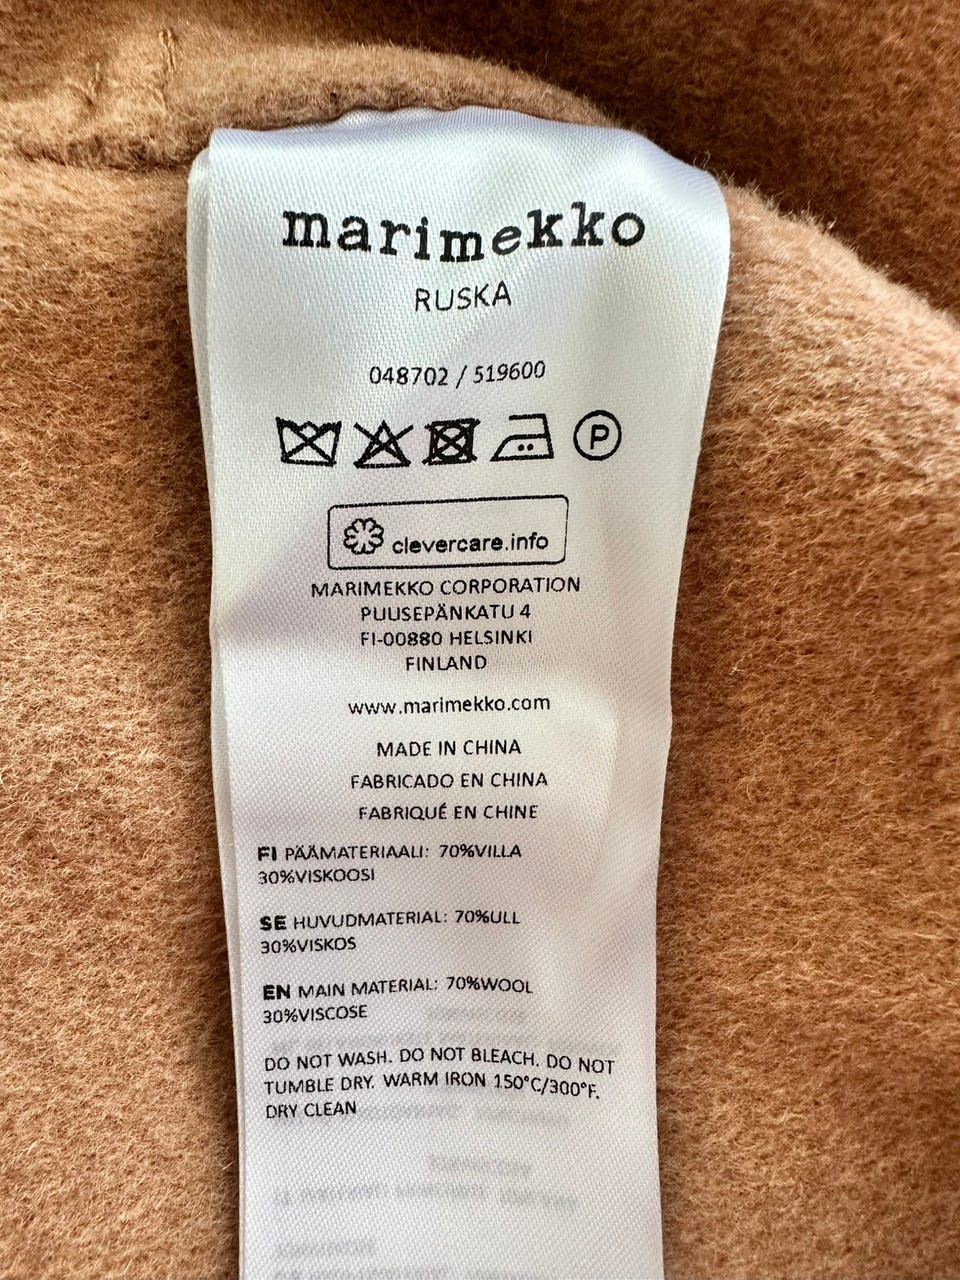 marimekko
RUSKA
048702 / 519600
P
clevercare.info
MARIMEKKO CORPORATION
PUUSEPÄNKATU 4
FI-00880 HELSINKI
FINLAND
www.marimekko.com
MADE IN CHINA
FABRICADO EN CHINA
FABRIQUÉ EN CHINE
FI PÄÄMATERIAALI: 70%VILLA
30%VISKOOSI
SE HUVUDMATERIAL: 70%ULL
30%VISKOS
EN MAIN MATERIAL: 70%WOOL
30%VISCOSE
DO NOT WASH. DO NOT BLEACH. DO NOT
TUMBLE DRY. WARM IRON 150°C/300°F.
DRY CLEAN